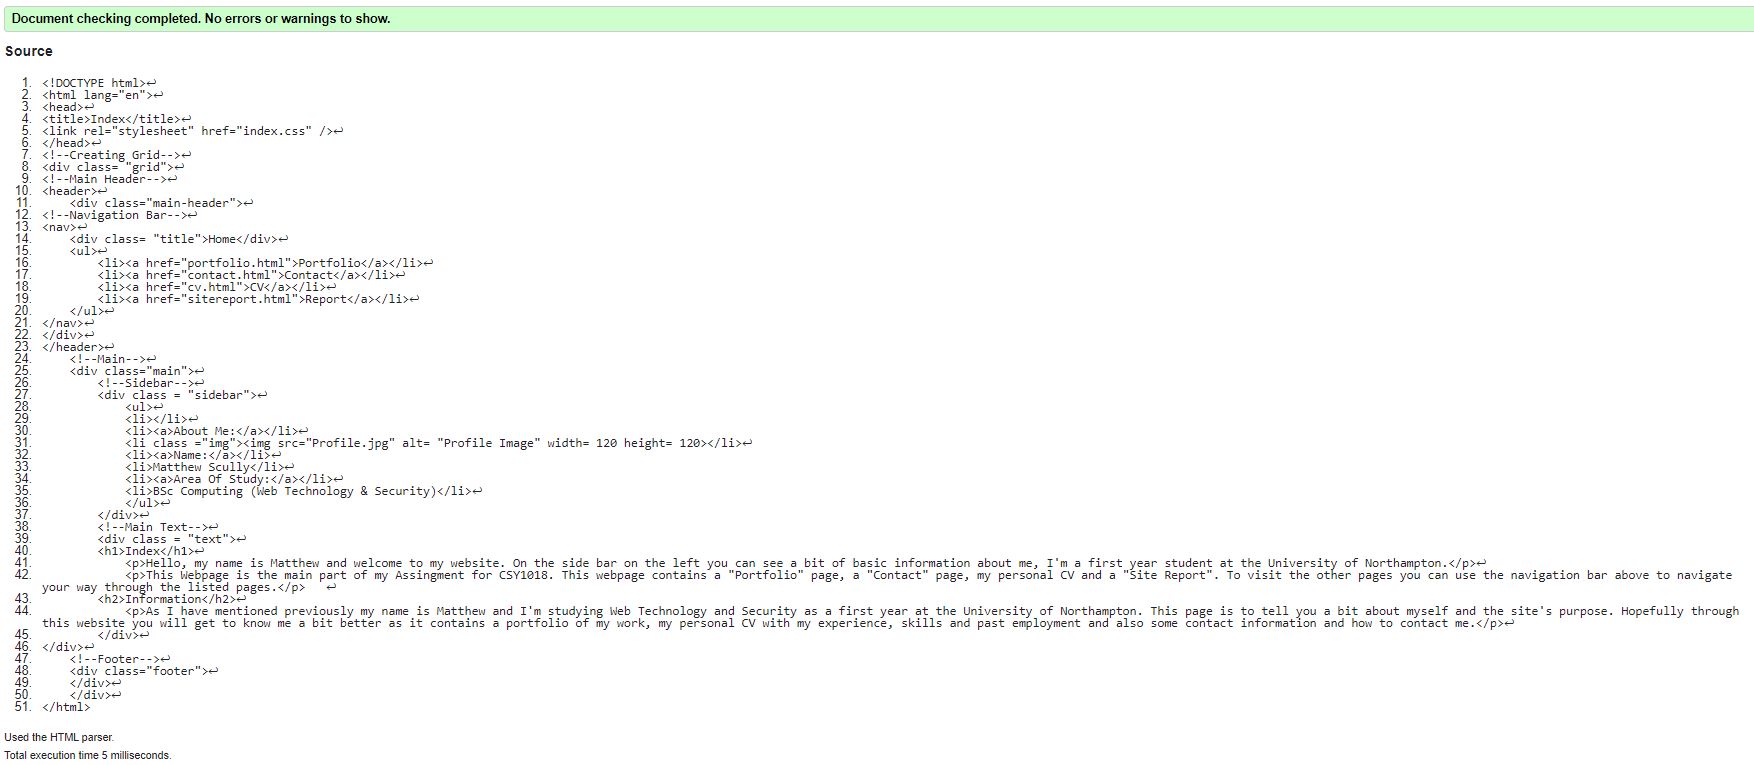 Document checking completed. No errors or warnings to show.
Source
1. <!DOCTYPE html>↩
2. <html lang="en">↩
3. <head>↩
4. <title>Index</title>↩
5. <link rel="stylesheet" href="index.css" />↩
6. </head>↩
7. <!--Creating Grid-->↩
8. <div class= "grid">↩
9. <!--Main Header-->↩
10. <header>↩
11.     <div class="main-header">↩
12. <!--Navigation Bar-->↩
13. <nav>↩
14.     <div class= "title">Home</div>↩
15.     <ul>↩
16.         <li><a href="portfolio.html">Portfolio</a></li>↩
17.         <li><a href="contact.html">Contact</a></li>↩
18.         <li><a href="cv.html">CV</a></li>↩
19.         <li><a href="sitereport.html">Report</a></li>↩
20.     </ul>↩
21. </nav>↩
22. </div>↩
23. </header>↩
24.     <!--Main-->↩
25.     <div class="main">↩
26.         <!--Sidebar-->↩
27.         <div class = "sidebar">↩
28.             <ul>↩
29.             <li></li>↩
30.             <li><a>About Me:</a></li>↩
31.             <li class ="img"><img src="Profile.jpg" alt= "Profile Image" width= 120 height= 120></li>↩
32.             <li><a>Name:</a></li>↩
33.             <li>Matthew Scully</li>↩
34.             <li><a>Area Of Study:</a></li>↩
35.             <li>BSc Computing (Web Technology & Security)</li>↩
36.             </ul>↩
37.         </div>↩
38.         <!--Main Text-->↩
39.         <div class = "text">↩
40.         <h1>Index</h1>↩
41.             <p>Hello, my name is Matthew and welcome to my website. On the side bar on the left you can see a bit of basic information about me, I'm a first year student at the University of Northampton.</p>↩
42.             <p>This Webpage is the main part of my Assingment for CSY1018. This webpage contains a "Portfolio" page, a "Contact" page, my personal CV and a "Site Report". To visit the other pages you can use the navigation bar above to navigate
your way through the listed pages.</p>   ↩
43.         <h2>Information</h2>↩
44.             <p>As I have mentioned previously my name is Matthew and I'm studying Web Technology and Security as a first year at the University of Northampton. This page is to tell you a bit about myself and the site's purpose. Hopefully through
this website you will get to know me a bit better as it contains a portfolio of my work, my personal CV with my experience, skills and past employment and also some contact information and how to contact me.</p>↩
45.         </div>↩
46. </div>↩
47.     <!--Footer-->↩
48.     <div class="footer">↩
49.     </div>↩
50.     </div>↩
51. </html>
Used the HTML parser.
Total execution time 5 milliseconds.